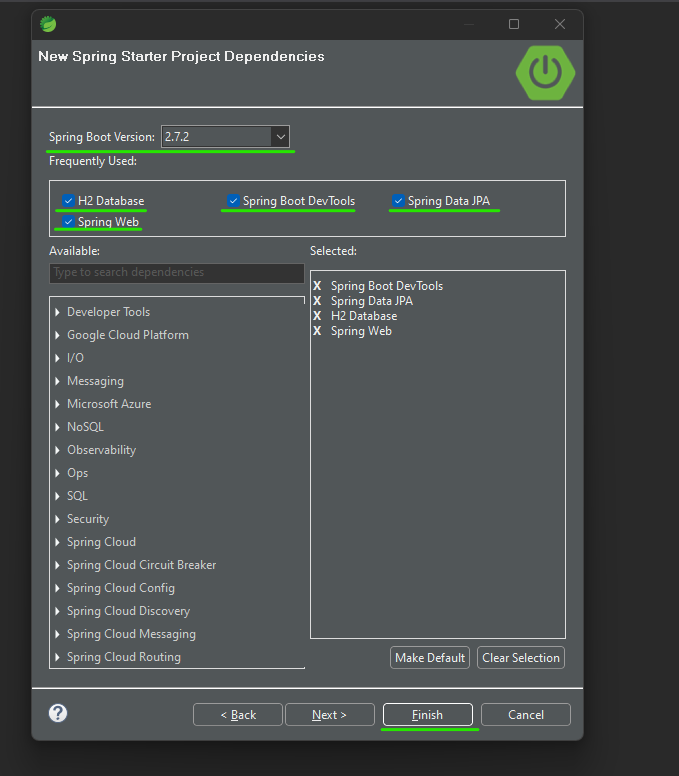 New Spring Starter Project Dependencies
Spring Boot Version: 2.7.2
Frequently Used:
H2 Database Spring Boot DevTools Spring Data JPA
Spring Web
Available: Selected:
Type to search dependencies
X Spring Boot DevTools
X Spring Data JPA
X H2 Database
X Spring Web
Developer Tools
Google Cloud Platform
I/O
Messaging
Microsoft Azure
NoSQL
Observability
Ops
SQL
Security
Spring Cloud
Spring Cloud Circuit Breaker
Spring Cloud Config
Spring Cloud Discovery
Spring Cloud Messaging
Spring Cloud Routing
Make Default Clear Selection
? < Back Next > Finish Cancel